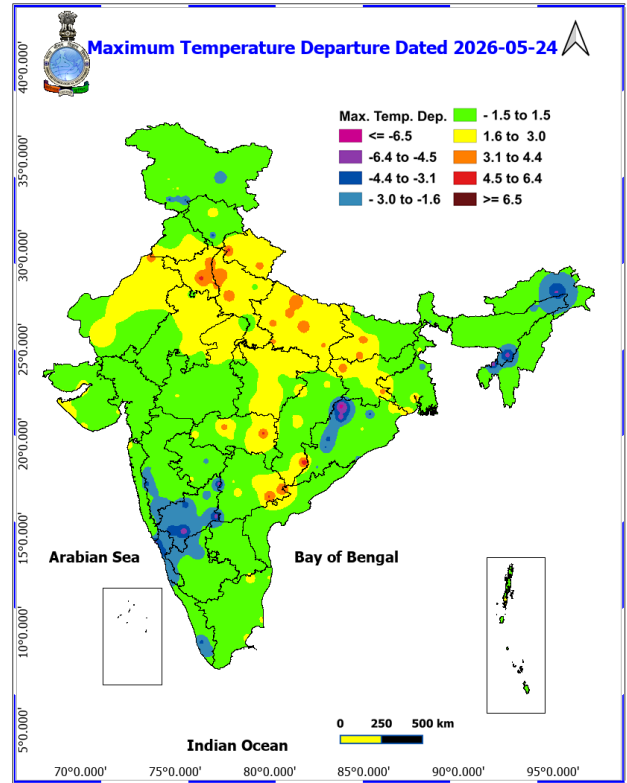 Maximum Temperature Departure Dated 2026-05-24
Max. Temp. Dep.
<= -6.5
-6.4 to -4.5
-4.4 to -3.1
- 3.0 to -1.6
- 1.5 to 1.5
1.6 to 3.0
3.1 to 4.4
4.5 to 6.4
>= 6.5
40°0.000'
35°0.000'
30°0.000'
25°0.000'
20°0.000'
15°0.000'
10°0.000'
5°0.000'
Arabian Sea
Bay of Bengal
Indian Ocean
0 250 500 km
70°0.000' 75°0.000' 80°0.000' 85°0.000' 90°0.000' 95°0.000'